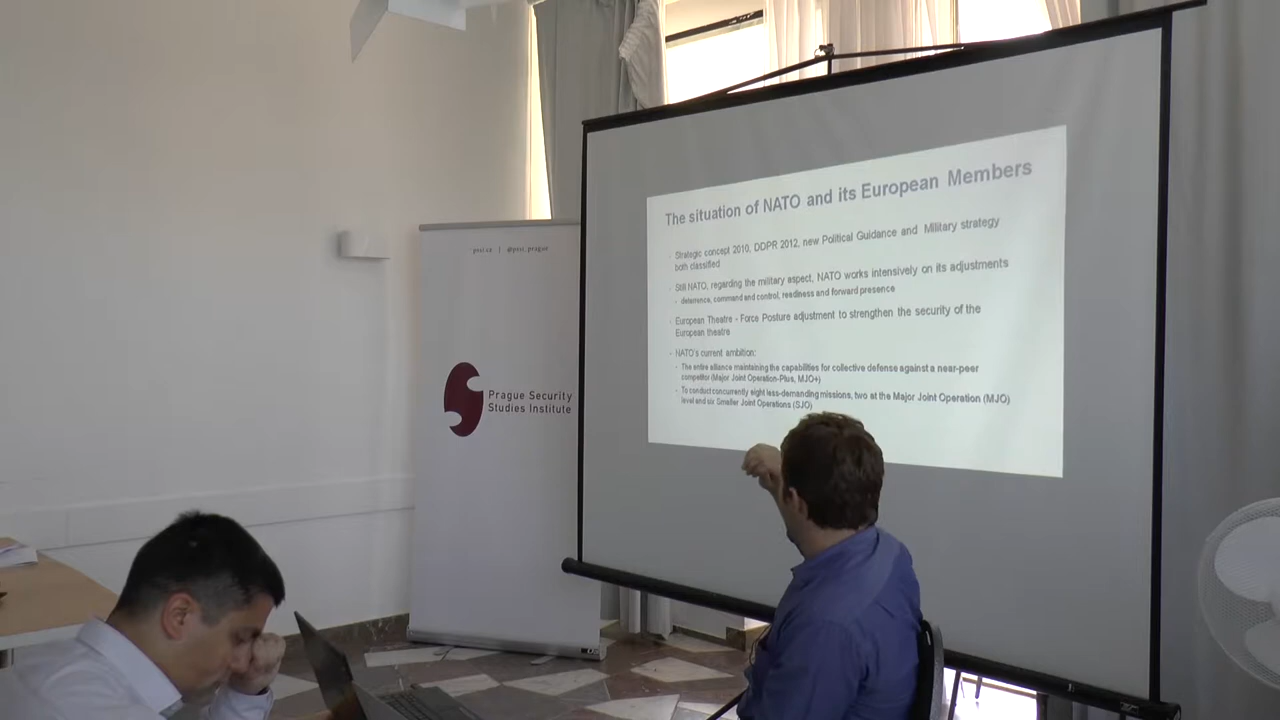 pssi.cz | @pssi_prague
Prague Security
Studies Institute
The situation of NATO and its European Members
- Strategic concept 2010, DDPR 2012, new Political Guidance and Military strategy
both classified
- Still NATO, regarding the military aspect, NATO works intensively on its adjustments
- deterrence, command and control, readiness and forward presence
- European Theatre - Force Posture adjustment to strengthen the security of the
European theatre
- NATO's current ambition:
- The entire alliance maintaining the capabilities for collective defense against a near-peer
competitor (Major Joint Operation-Plus, MJO+)
- To conduct concurrently eight less-demanding missions, two at the Major Joint Operation (MJO)
level and six Smaller Joint Operations (SJO)